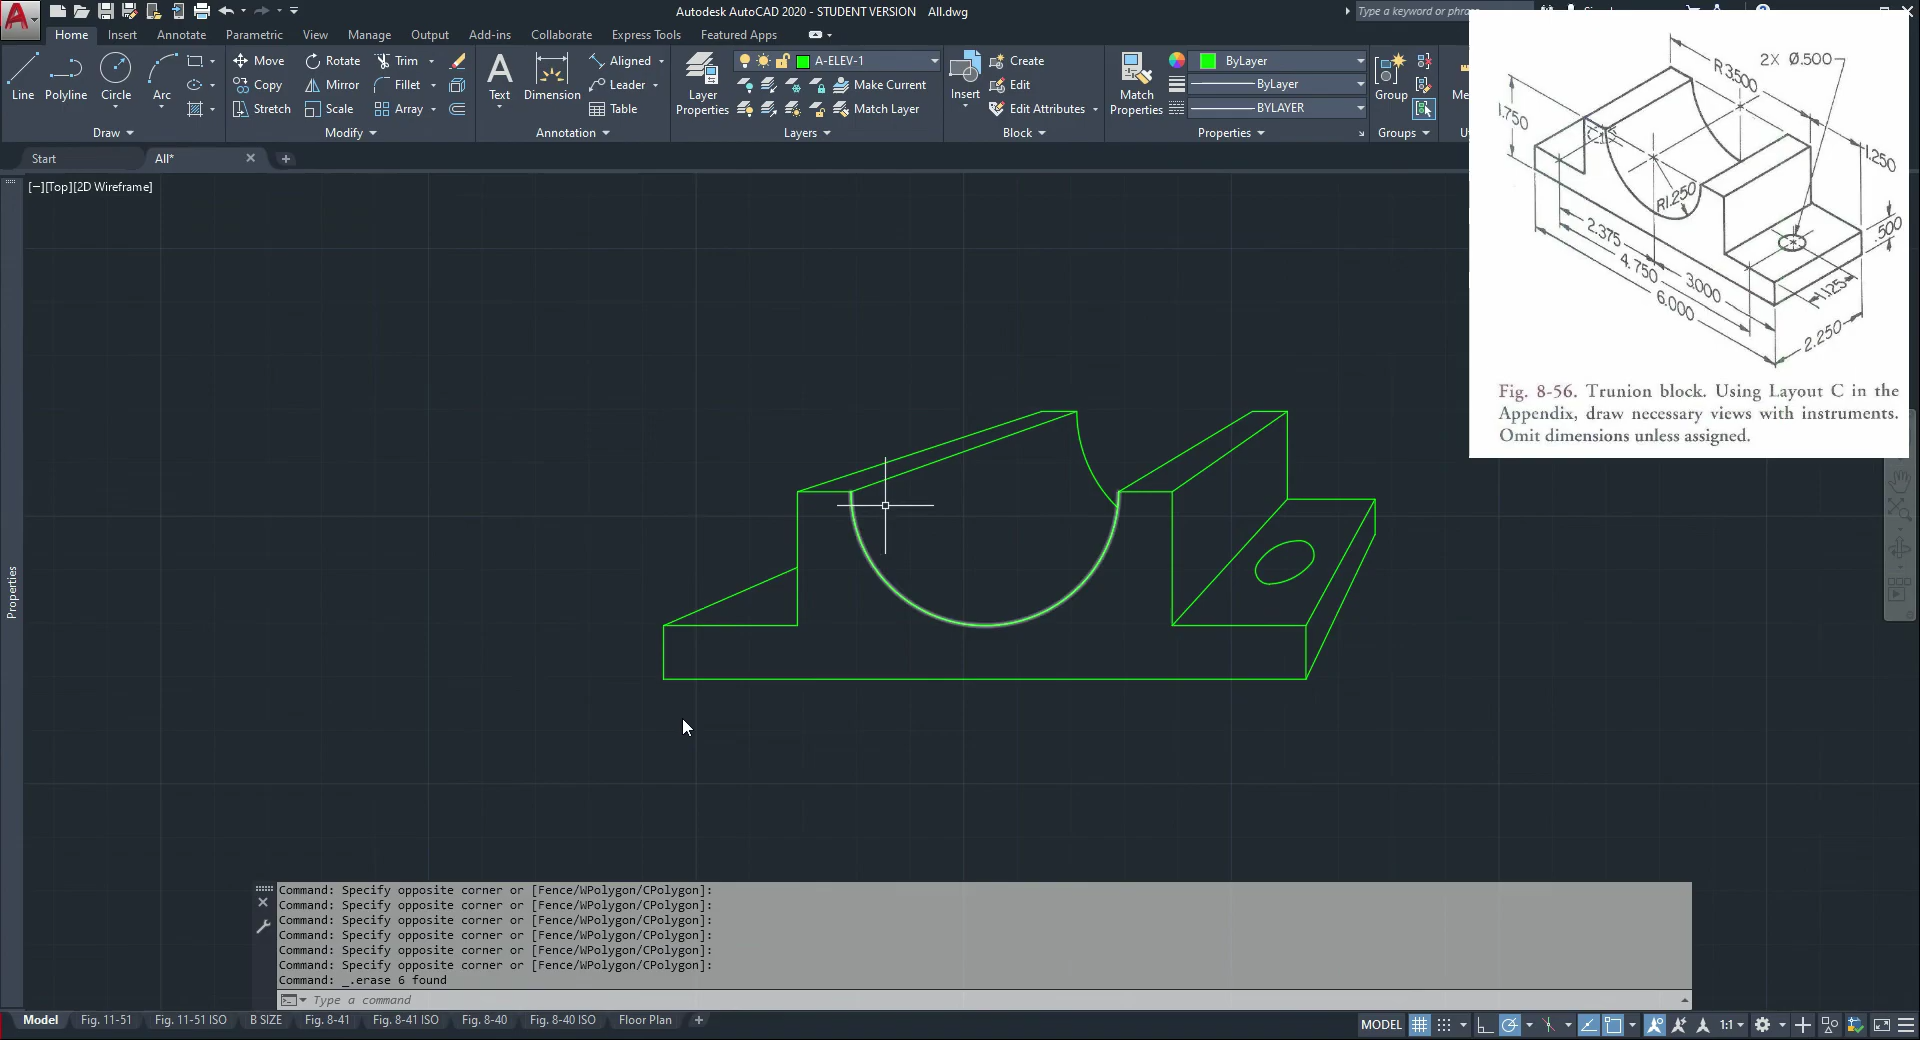 Autodesk AutoCAD 2020 - STUDENT VERSION All.dwg
Type a keyword or phrase
Home Insert Annotate Parametric View Manage Output Add-ins Collaborate Express Tools Featured Apps
Line Polyline Circle Arc
Move Rotate Trim
Copy Mirror Fillet
Stretch Scale Array
Draw Modify
Text Dimension
Aligned
Leader
Table
Annotation
Layer Properties
A-ELEV-1
Make Current
Match Layer
Layers
Insert
Create
Edit
Edit Attributes
Block
Match Properties
ByLayer
ByLayer
BYLAYER
Properties
Group
Groups
Start All*
[−][Top][2D Wireframe]
Properties
2X Ø.500
R3.500
1.750
1.250
R1.250
.500
2.375
4.750
3.000
6.000
1.125
2.250
Fig. 8-56. Trunion block. Using Layout C in the
Appendix, draw necessary views with instruments.
Omit dimensions unless assigned.
Command: Specify opposite corner or [Fence/WPolygon/CPolygon]:
Command: Specify opposite corner or [Fence/WPolygon/CPolygon]:
Command: Specify opposite corner or [Fence/WPolygon/CPolygon]:
Command: Specify opposite corner or [Fence/WPolygon/CPolygon]:
Command: Specify opposite corner or [Fence/WPolygon/CPolygon]:
Command: Specify opposite corner or [Fence/WPolygon/CPolygon]:
Command: _.erase 6 found
Type a command
Model Fig. 11-51 Fig. 11-51 ISO B SIZE Fig. 8-41 Fig. 8-41 ISO Fig. 8-40 Fig. 8-40 ISO Floor Plan
MODEL 1:1